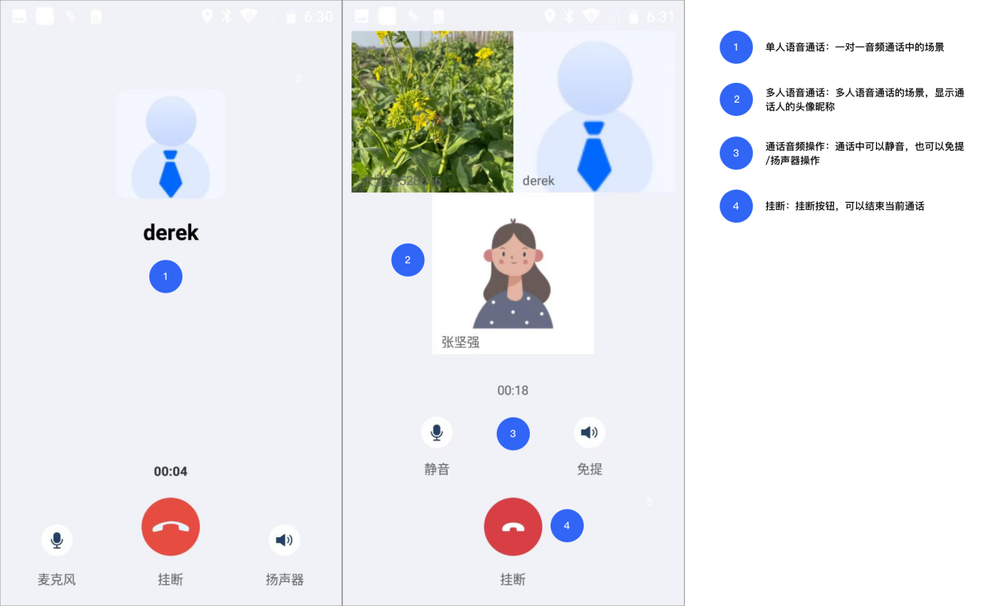 6:30
2
derek
1
00:04
麦克风
挂断
扬声器
6:31
derek
2
张坚强
00:18
3
静音
免提
5
4
挂断
1
单人语音通话：一对一音频通话中的场景
2
多人语音通话：多人语音通话的场景，显示通
话人的头像昵称
3
通话音频操作：通话中可以静音，也可以免提
/扬声器操作
4
挂断：挂断按钮，可以结束当前通话